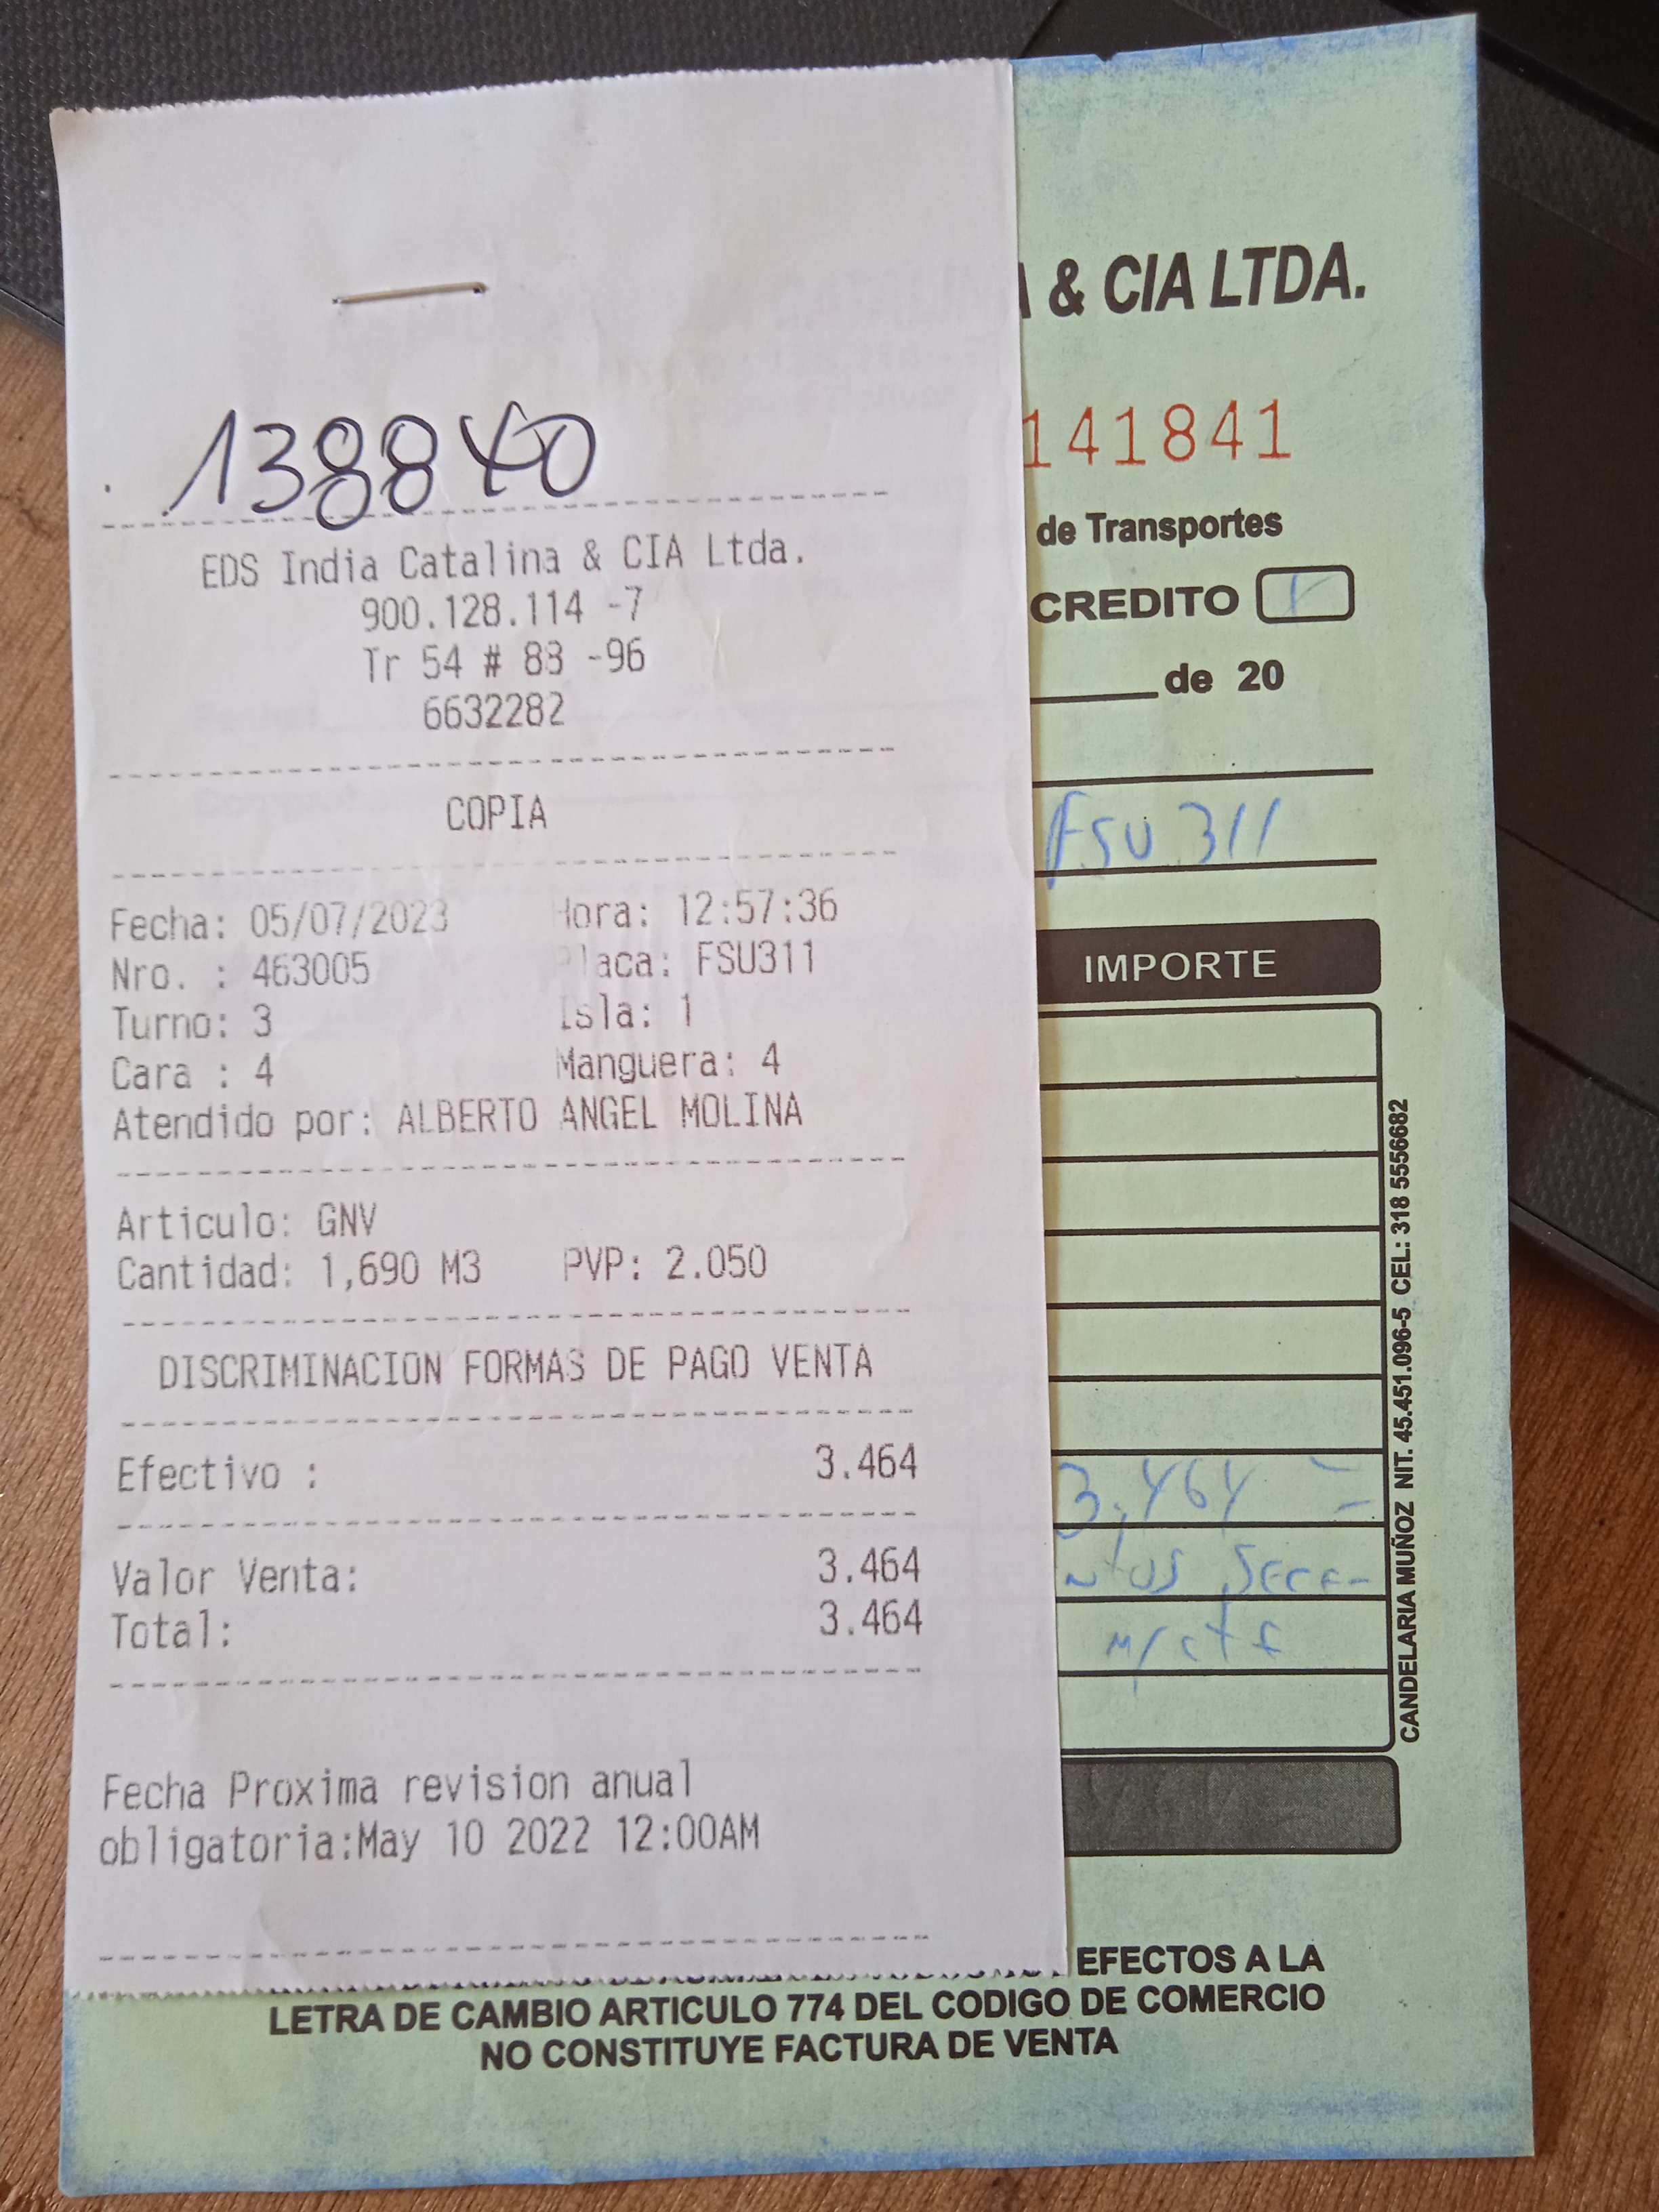 138840
EDS India Catalina & CIA Ltda.
900.128.114 -7
Tr 54 # 88 -96
6632282
COPIA
Fecha: 05/07/2023 Hora: 12:57:36
Nro. : 463005 Placa: FSU311
Turno: 3 Isla: 1
Cara : 4 Manguera: 4
Atendido por: ALBERTO ANGEL MOLINA
Articulo: GNV
Cantidad: 1,690 M3 PVP: 2.050
DISCRIMINACION FORMAS DE PAGO VENTA
Efectivo : 3.464
Valor Venta: 3.464
Total: 3.464
Fecha Proxima revision anual
obligatoria:May 10 2022 12:00AM
& CIA LTDA.
141841
de Transportes
CREDITO
de 20
FSU 311
IMPORTE
3,464 =
m/cte
CANDELARIA MUÑOZ NIT. 45.451.096-5 CEL: 318 5556682
EFECTOS A LA
LETRA DE CAMBIO ARTICULO 774 DEL CODIGO DE COMERCIO
NO CONSTITUYE FACTURA DE VENTA